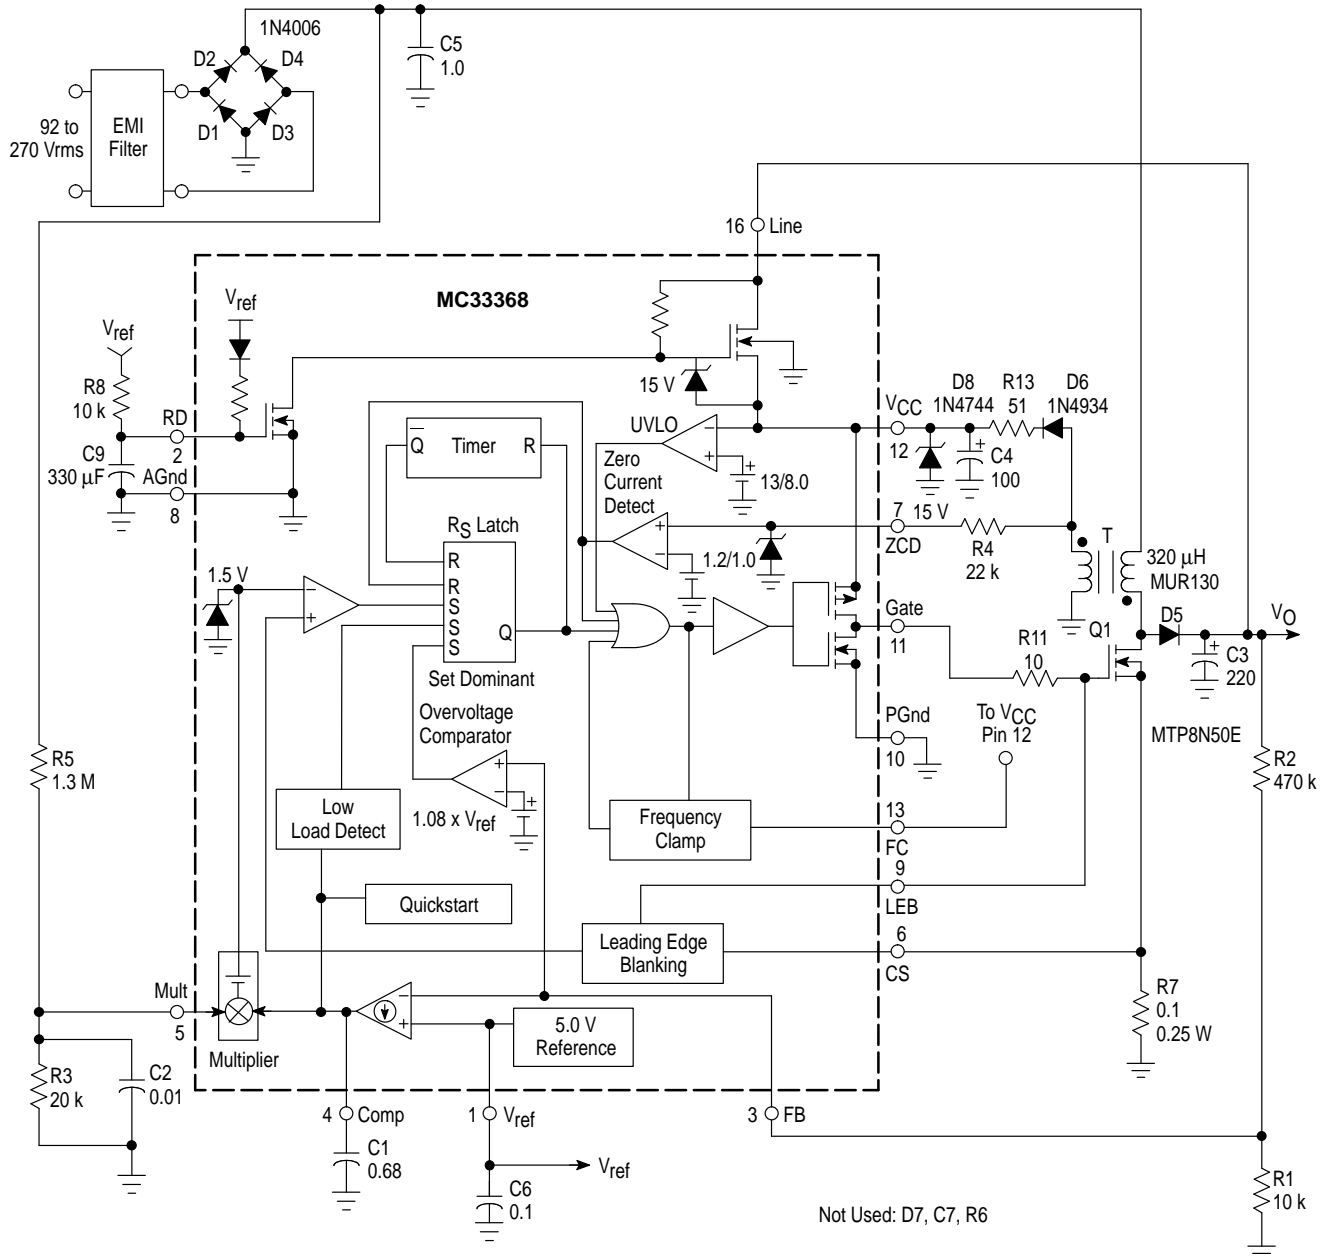 1N4006
D2
D4
D1
D3
C5
1.0
92 to
270 Vrms
EMI
Filter
16
Line
MC33368
Vref
Vref
R8
10 k
RD
2
C9
330 μF
AGnd
8
15 V
UVLO
VCC
12
D8
1N4744
R13
51
D6
1N4934
C4
100
Q
Timer
R
Zero
Current
Detect
13/8.0
7
15 V
ZCD
R4
22 k
T
320 μH
MUR130
RS Latch
R
R
S
S
S
Q
Set Dominant
1.2/1.0
1.5 V
Gate
11
R11
10
Q1
D5
VO
C3
220
Overvoltage
Comparator
PGnd
10
To VCC
Pin 12
MTP8N50E
R5
1.3 M
R2
470 k
Low
Load Detect
1.08 x Vref
Frequency
Clamp
13
FC
Quickstart
9
LEB
Leading Edge
Blanking
6
CS
Mult
5
R7
0.1
0.25 W
5.0 V
Reference
Multiplier
R3
20 k
C2
0.01
4
Comp
1
Vref
3
FB
C1
0.68
Vref
C6
0.1
R1
10 k
Not Used: D7, C7, R6